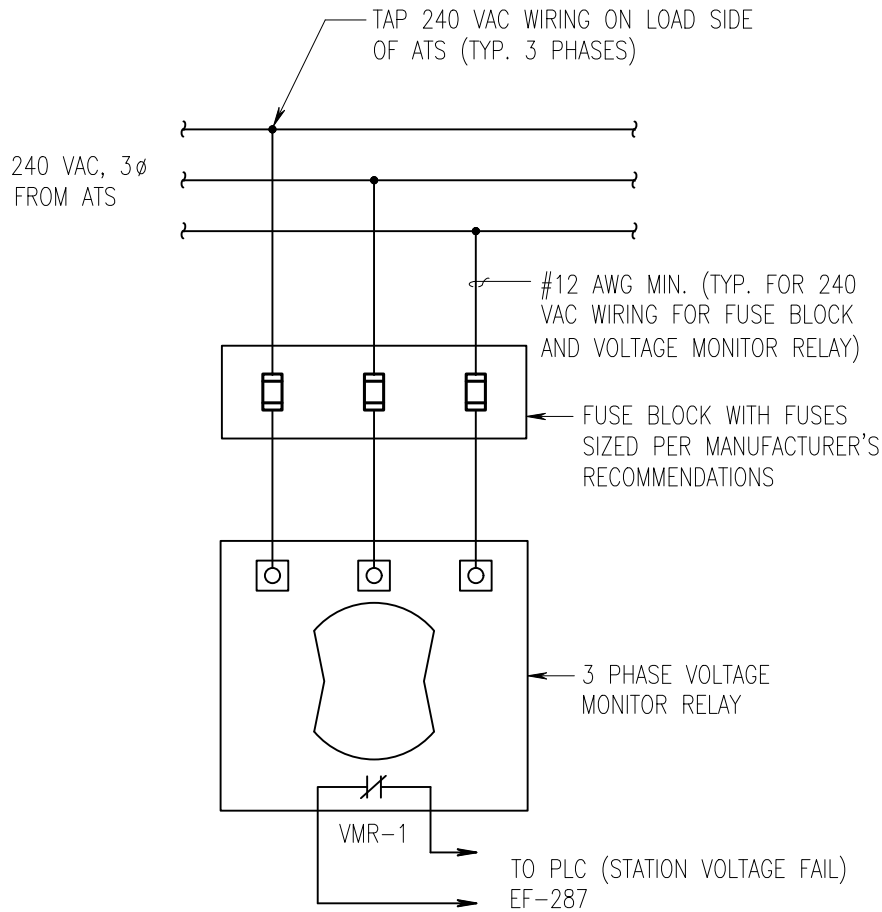 TAP 240 VAC WIRING ON LOAD SIDE
OF ATS (TYP. 3 PHASES)
240 VAC, 3ø
FROM ATS
#12 AWG MIN. (TYP. FOR 240
VAC WIRING FOR FUSE BLOCK
AND VOLTAGE MONITOR RELAY)
FUSE BLOCK WITH FUSES
SIZED PER MANUFACTURER'S
RECOMMENDATIONS
3 PHASE VOLTAGE
MONITOR RELAY
VMR-1
TO PLC (STATION VOLTAGE FAIL)
EF-287